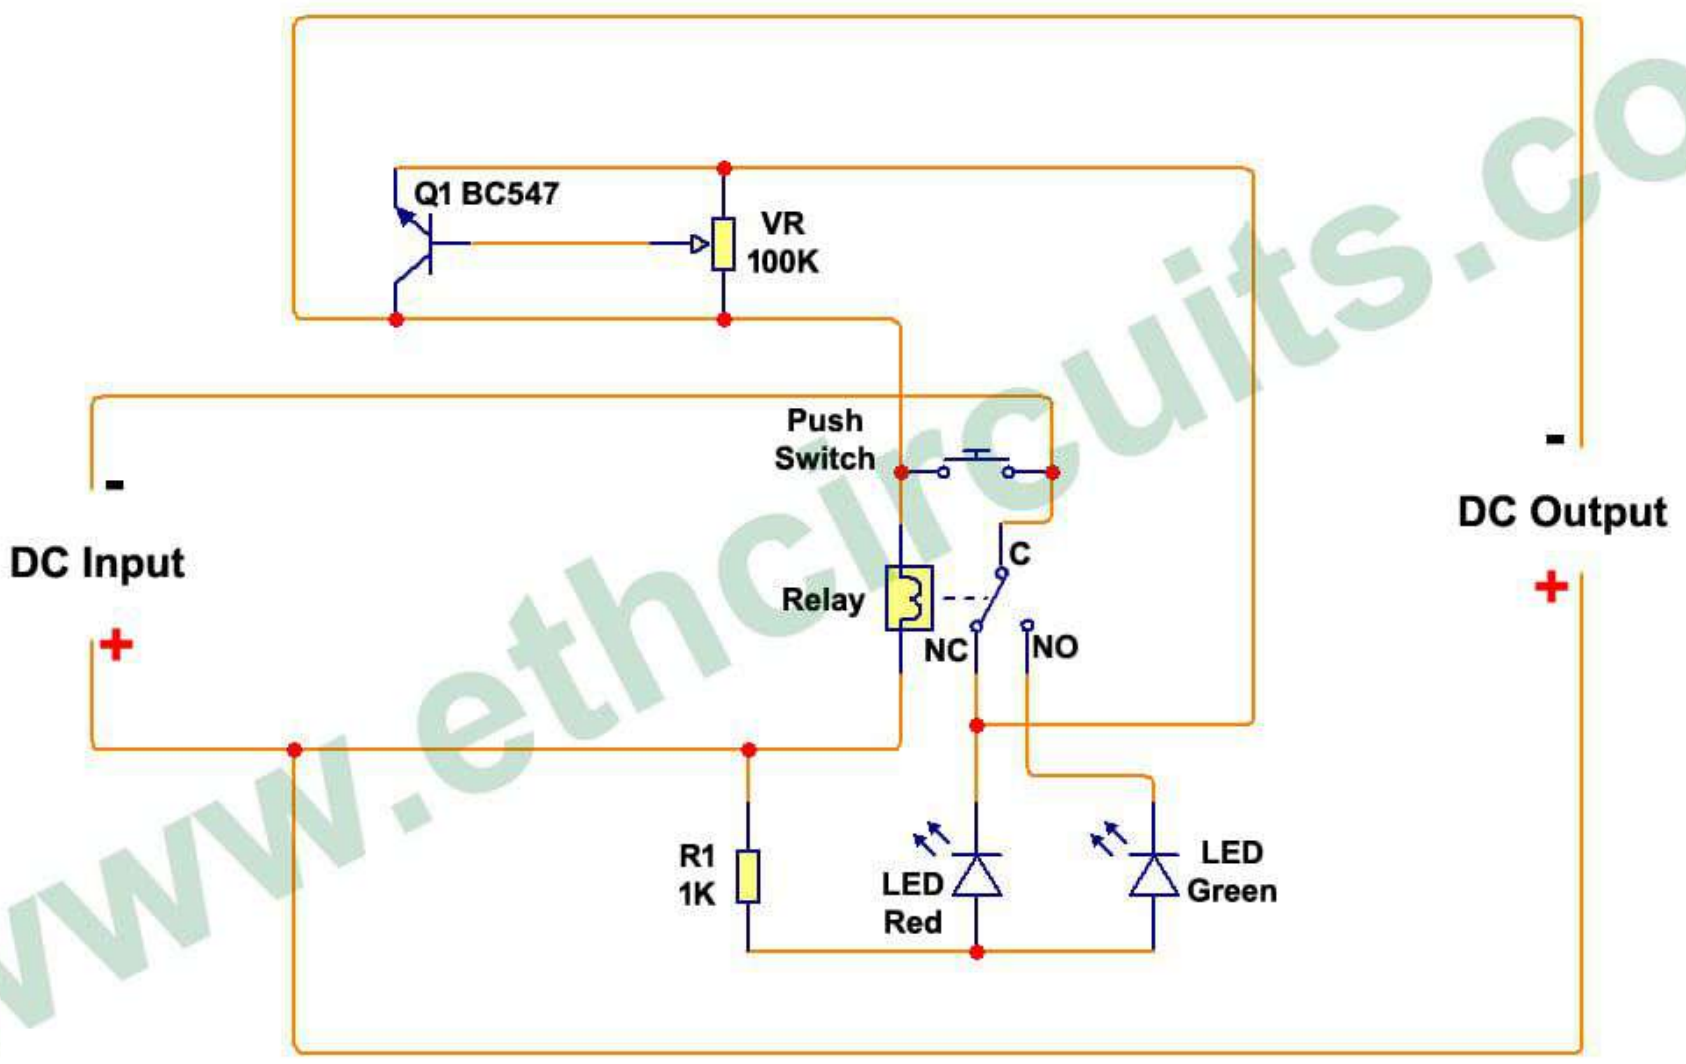 Q1 BC547
VR
100K
Push
Switch
-
DC Input
+
-
DC Output
+
C
Relay
NC
NO
R1
1K
LED
Red
LED
Green
www.ethcircuits.co